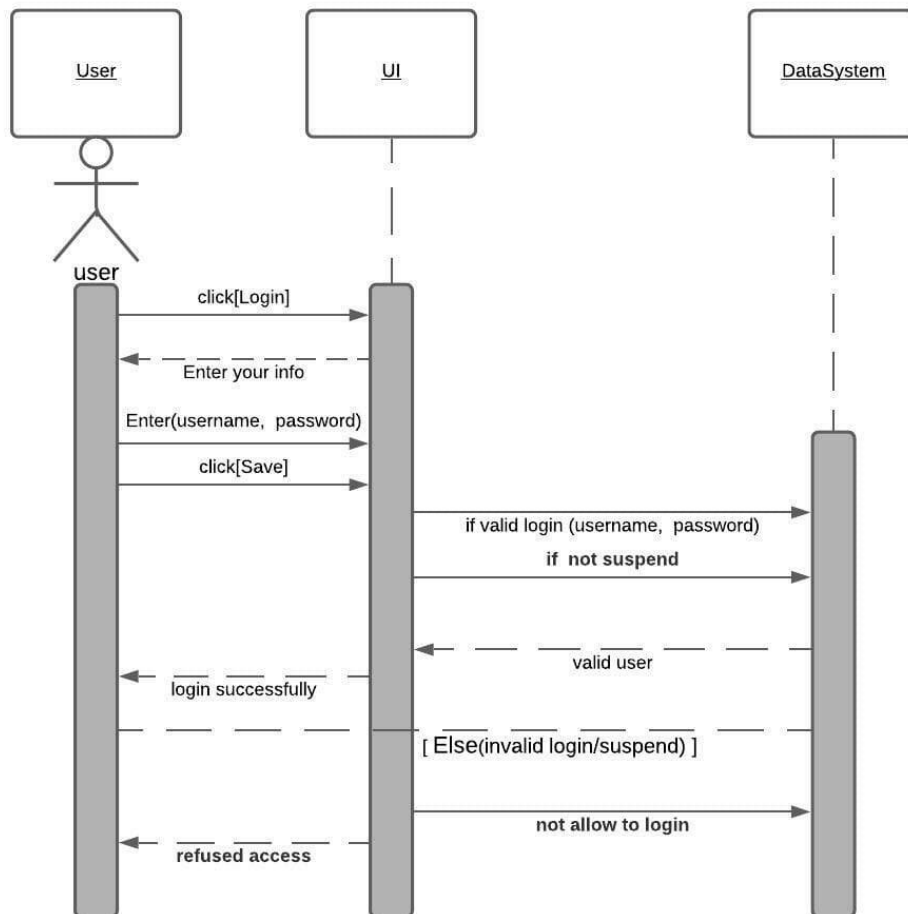 User
UI
DataSystem
user
click[Login]
Enter your info
Enter(username, password)
click[Save]
if valid login (username, password)
if not suspend
valid user
login successfully
[ Else(invalid login/suspend) ]
not allow to login
refused access